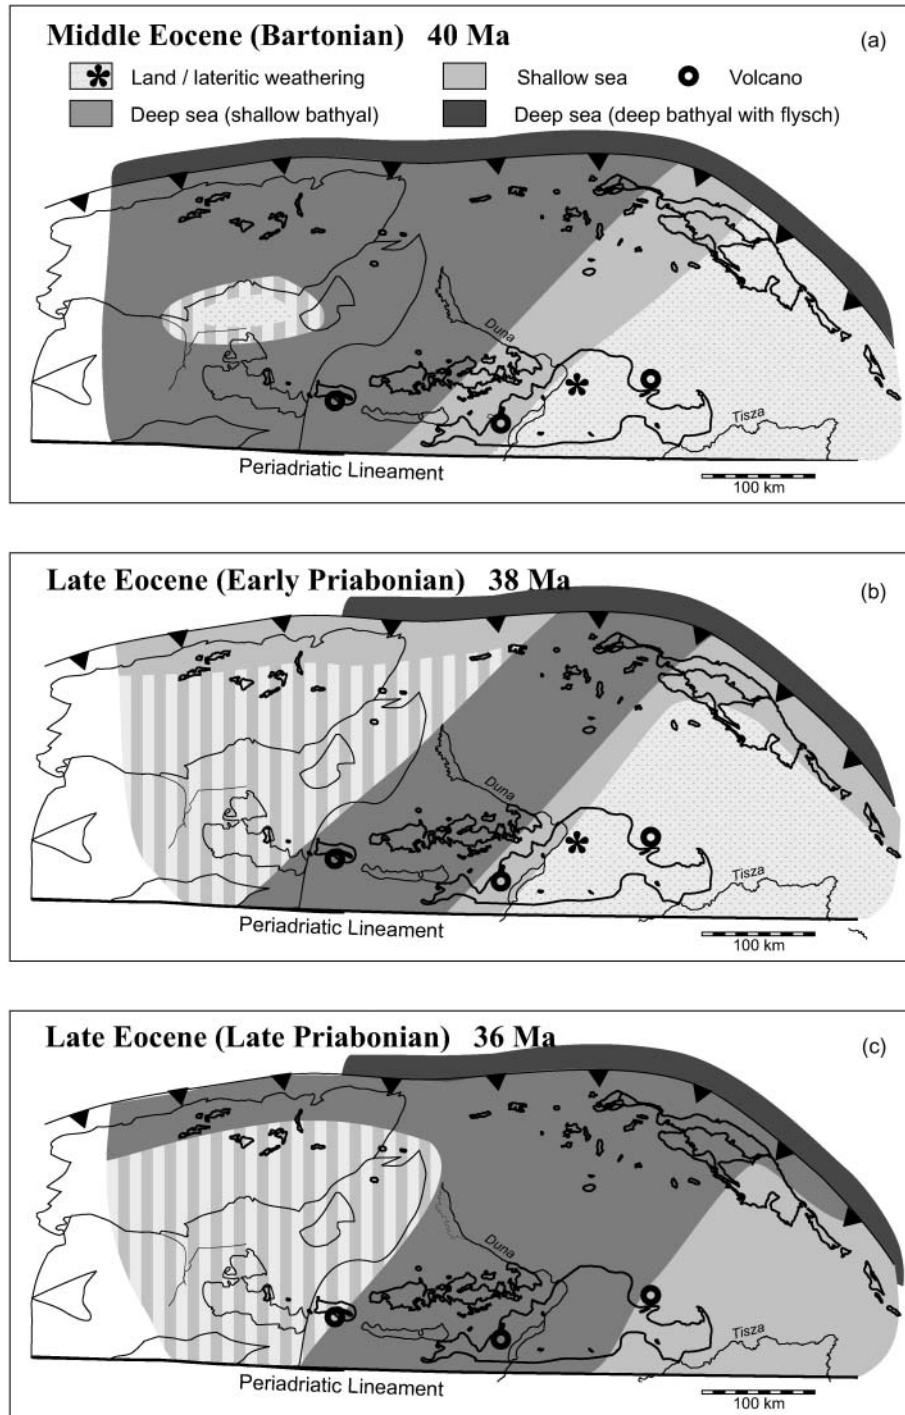 Middle Eocene (Bartonian) 40 Ma
(a)
Land / lateritic weathering
Shallow sea
Volcano
Deep sea (shallow bathyal)
Deep sea (deep bathyal with flysch)
Duna
Tisza
Periadriatic Lineament
100 km
Late Eocene (Early Priabonian) 38 Ma
(b)
Duna
Tisza
Periadriatic Lineament
100 km
Late Eocene (Late Priabonian) 36 Ma
(c)
Duna
Tisza
Periadriatic Lineament
100 km